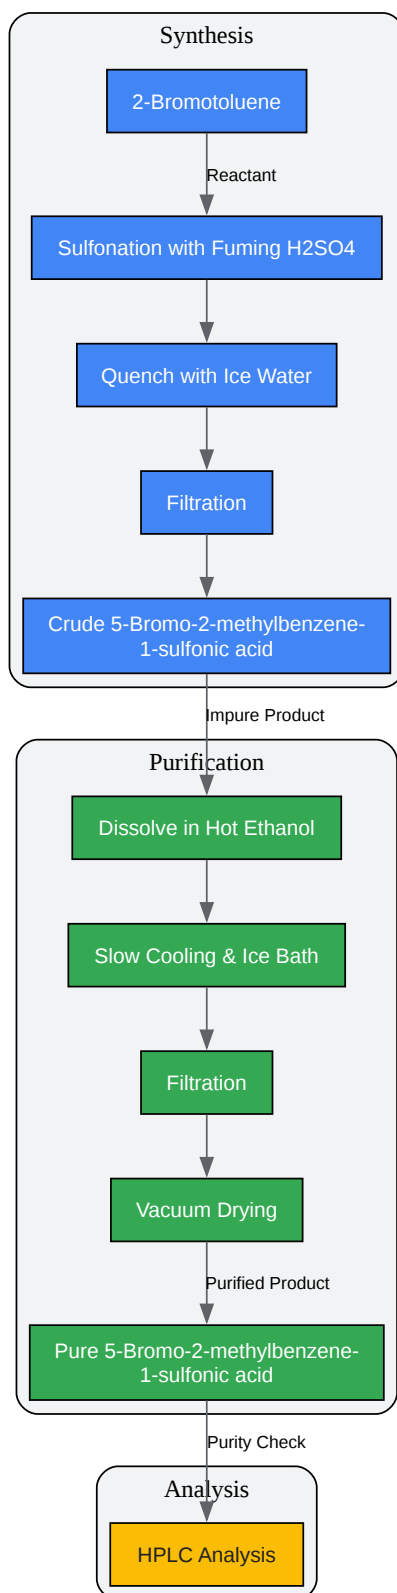 Synthesis
2-Bromotoluene
Reactant
Sulfonation with Fuming H2SO4
Quench with Ice Water
Filtration
Crude 5-Bromo-2-methylbenzene-
1-sulfonic acid
Impure Product
Purification
Dissolve in Hot Ethanol
Slow Cooling & Ice Bath
Filtration
Vacuum Drying
Purified Product
Pure 5-Bromo-2-methylbenzene-
1-sulfonic acid
Purity Check
Analysis
HPLC Analysis